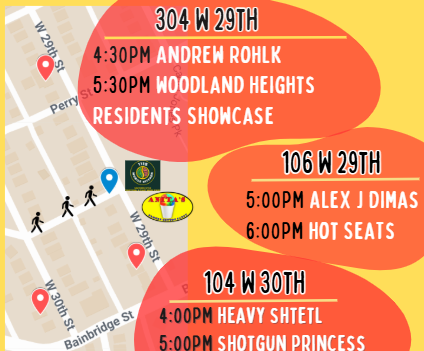 304 W 29TH
4:30PM ANDREW ROHLK
5:30PM WOODLAND HEIGHTS
RESIDENTS SHOWCASE
106 W 29TH
5:00PM ALEX J DIMAS
6:00PM HOT SEATS
104 W 30TH
4:00PM HEAVY SHTETL
5:00PM SHOTGUN PRINCESS
W 29th St
Perry St
ANITA'S
W 29th St
W 30th St
Bainbridge St